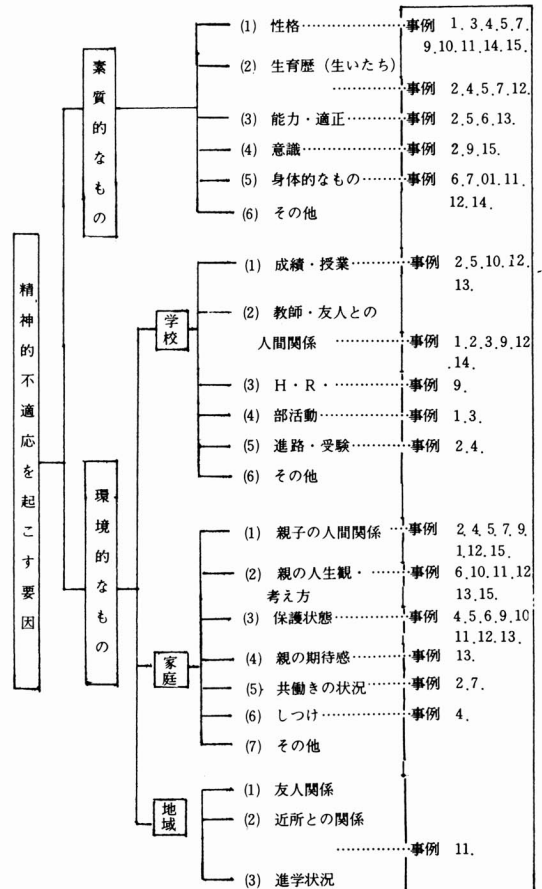 精神的不適応を起こす要因
素質的なもの
(1) 性格…………事例 1.3.4.5.7.
9.10.11.14.15.
(2) 生育歴（生いたち）
…………事例 2.4.5.7.12.
(3) 能力・適正…………事例 2.5.6.13.
(4) 意識…………事例 2.9.15.
(5) 身体的なもの…………事例 6.7.01.11.
12.14.
(6) その他
環境的なもの
学校
(1) 成績・授業…………事例 2.5.10.12.
13.
(2) 教師・友人との
人間関係…………事例 1.2.3.9.12
.14.
(3) H・R・…………事例 9.
(4) 部活動…………事例 1.3.
(5) 進路・受験…………事例 2.4.
(6) その他
家庭
(1) 親子の人間関係…事例 2.4.5.7.9.
1.12.15.
(2) 親の人生観・…………事例 6.10.11.12
考え方 13.15.
(3) 保護状態…………事例 4.5.6.9.10
11.12.13.
(4) 親の期待感…………事例 13.
(5) 共働きの状況…………事例 2.7.
(6) しつけ…………事例 4.
(7) その他
地域
(1) 友人関係
(2) 近所との関係
…………事例 11.
(3) 進学状況